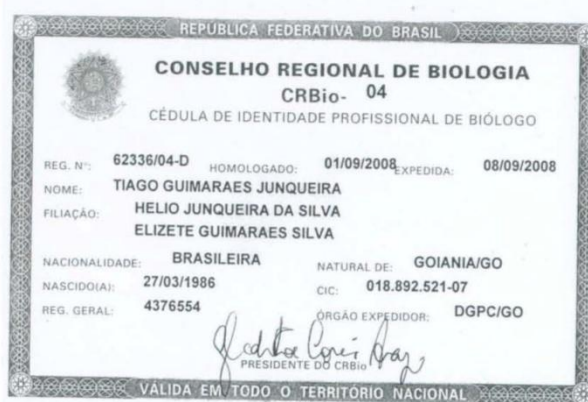 REPÚBLICA FEDERATIVA DO BRASIL
CONSELHO REGIONAL DE BIOLOGIA
CRBio- 04
CÉDULA DE IDENTIDADE PROFISSIONAL DE BIÓLOGO
REG. Nº: 62336/04-D HOMOLOGADO: 01/09/2008 EXPEDIDA: 08/09/2008
NOME: TIAGO GUIMARAES JUNQUEIRA
FILIAÇÃO: HELIO JUNQUEIRA DA SILVA
ELIZETE GUIMARAES SILVA
NACIONALIDADE: BRASILEIRA NATURAL DE: GOIANIA/GO
NASCIDO(A): 27/03/1986 CIC: 018.892.521-07
REG. GERAL: 4376554 ÓRGÃO EXPEDIDOR: DGPC/GO
PRESIDENTE DO CRBio
VÁLIDA EM TODO O TERRITÓRIO NACIONAL